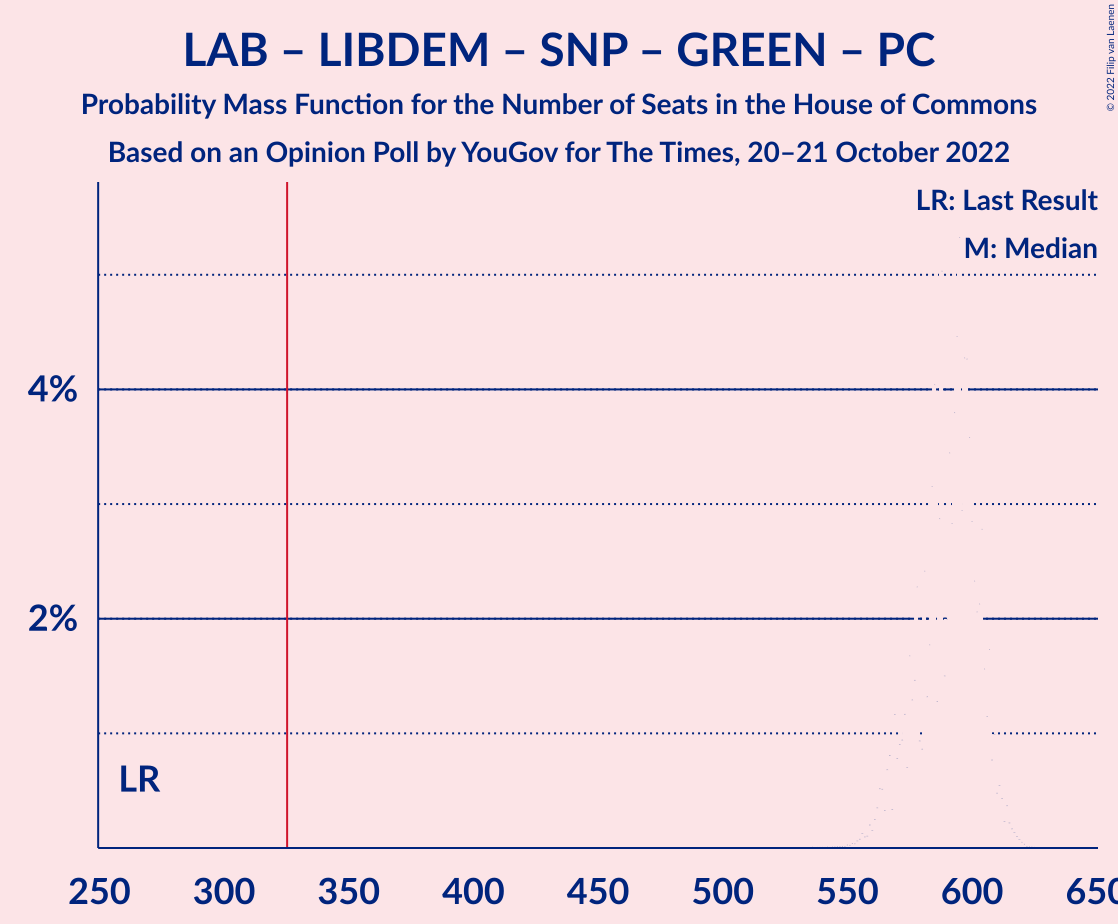 LAB – LIBDEM – SNP – GREEN – PC
Probability Mass Function for the Number of Seats in the House of Commons
Based on an Opinion Poll by YouGov for The Times, 20–21 October 2022
© 2022 Filip van Laenen
LR: Last Result
M: Median
4%
2%
LR
250 300 350 400 450 500 550 600 650